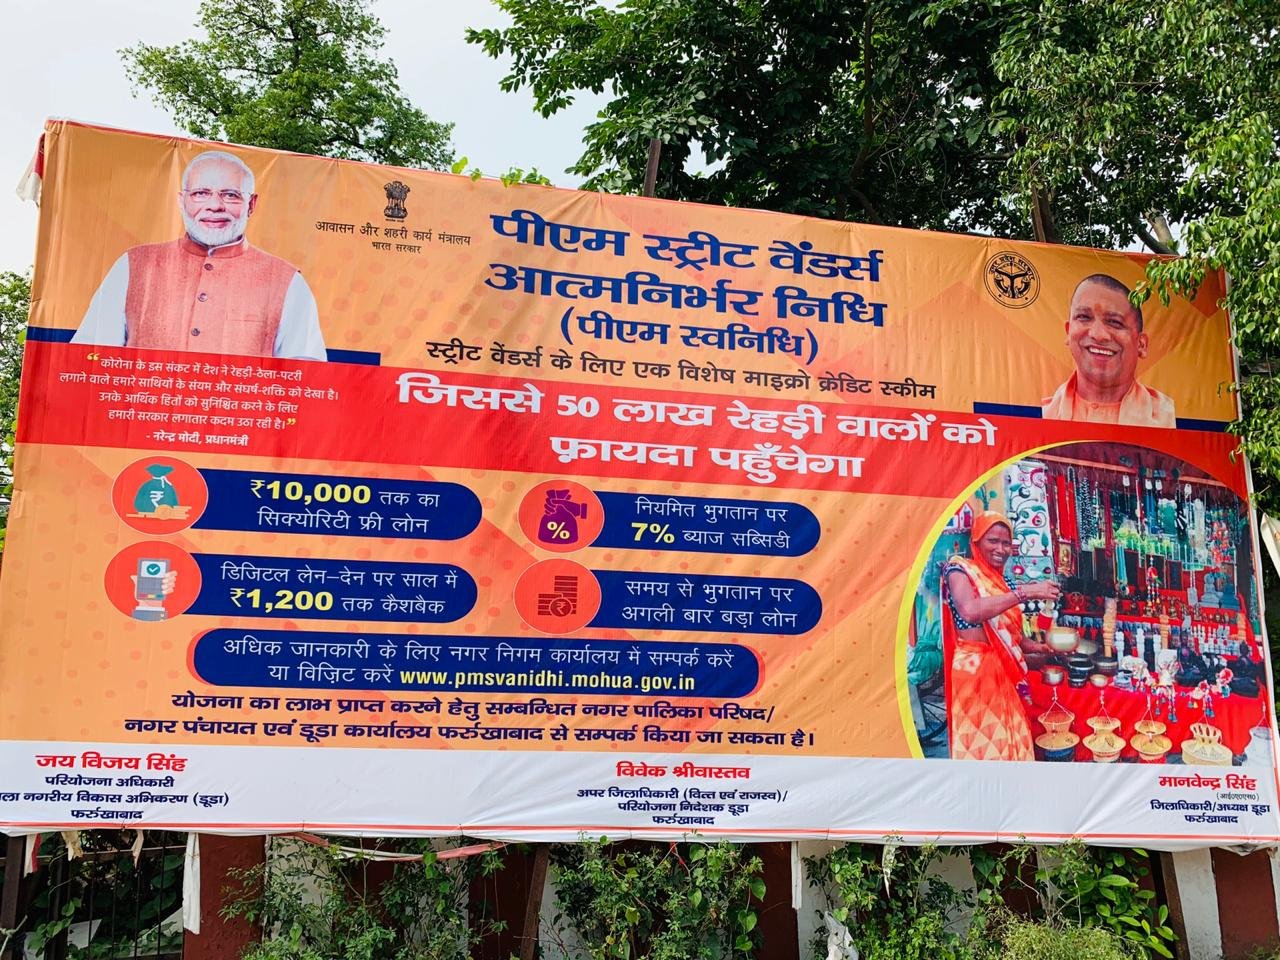 आवासन और शहरी कार्य मंत्रालय
भारत सरकार
पीएम स्ट्रीट वेंडर्स
आत्मनिर्भर निधि
(पीएम स्वनिधि)
स्ट्रीट वेंडर्स के लिए एक विशेष माइक्रो क्रेडिट स्कीम
“कोरोना के इस संकट में देश ने रेहड़ी-ठेला-पटरी
लगाने वाले हमारे साथियों के संयम और संघर्ष-शक्ति को देखा है।
उनके आर्थिक हितों को सुनिश्चित करने के लिए
हमारी सरकार लगातार कदम उठा रही है।”
- नरेन्द्र मोदी, प्रधानमंत्री
जिससे 50 लाख रेहड़ी वालों को
फ़ायदा पहुँचेगा
₹10,000 तक का
सिक्योरिटी फ्री लोन
%
नियमित भुगतान पर
7% ब्याज सब्सिडी
डिजिटल लेन-देन पर साल में
₹1,200 तक कैशबैक
समय से भुगतान पर
अगली बार बड़ा लोन
अधिक जानकारी के लिए नगर निगम कार्यालय में सम्पर्क करें
या विज़िट करें www.pmsvanidhi.mohua.gov.in
योजना का लाभ प्राप्त करने हेतु सम्बन्धित नगर पालिका परिषद/
नगर पंचायत एवं डूडा कार्यालय फर्रुखाबाद से सम्पर्क किया जा सकता है।
जय विजय सिंह
परियोजना अधिकारी
ला नगरीय विकास अभिकरण (डूडा)
फर्रुखाबाद
विवेक श्रीवास्तव
अपर जिलाधिकारी (वित्त एवं राजस्व)/
परियोजना निदेशक डूडा
फर्रुखाबाद
मानवेन्द्र सिंह
(आई०ए०एस०)
जिलाधिकारी/अध्यक्ष डूडा
फर्रुखाबाद